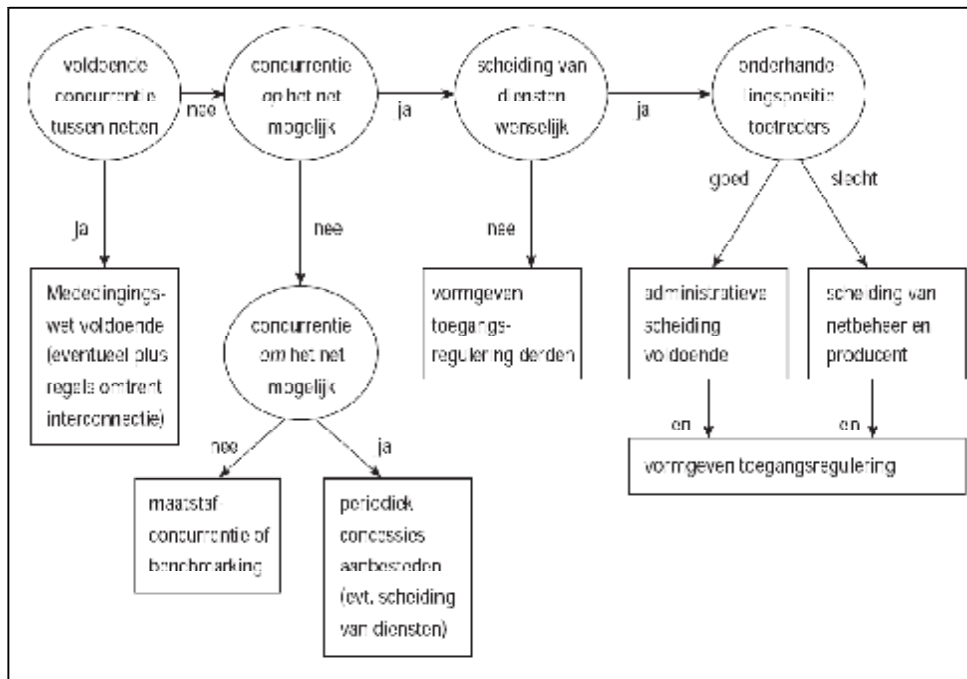 voldoende
concurrentie
tussen netten
nee
concurrentie
op het net
mogelijk
ja
scheiding van
diensten
wenselijk
ja
onderhande
lingspositie
toetreders
ja
nee
nee
goed
slecht
Mededingings-
wet voldoende
(eventueel plus
regels omtrent
interconnectie)
concurrentie
om het net
mogelijk
vormgeven
toegangs-
regulering derden
administratieve
scheiding
voldoende
scheiding van
netbeheer en
producent
nee
ja
en
en
vormgeven toegangsregulering
maatstaf-
concurrentie of
benchmarking
periodiek
concessies
aanbesteden
(evt. scheiding
van diensten)